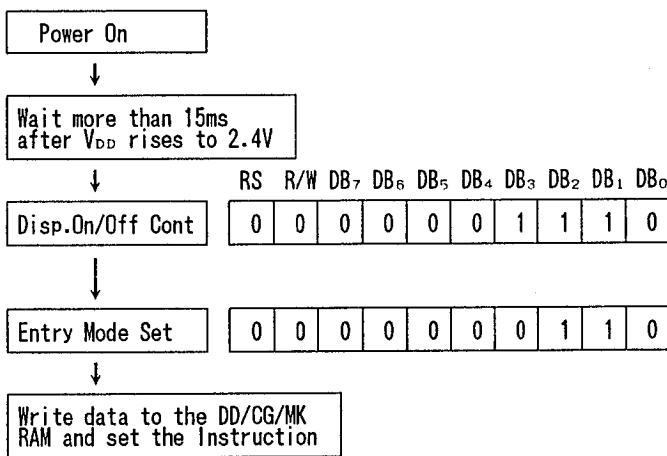 Power On
Wait more than 15ms
after VDD rises to 2.4V
RS R/W DB7 DB6 DB5 DB4 DB3 DB2 DB1 DB0
Disp.On/Off Cont 0 0 0 0 0 0 1 1 1 0
Entry Mode Set 0 0 0 0 0 0 0 1 1 0
Write data to the DD/CG/MK
RAM and set the Instruction